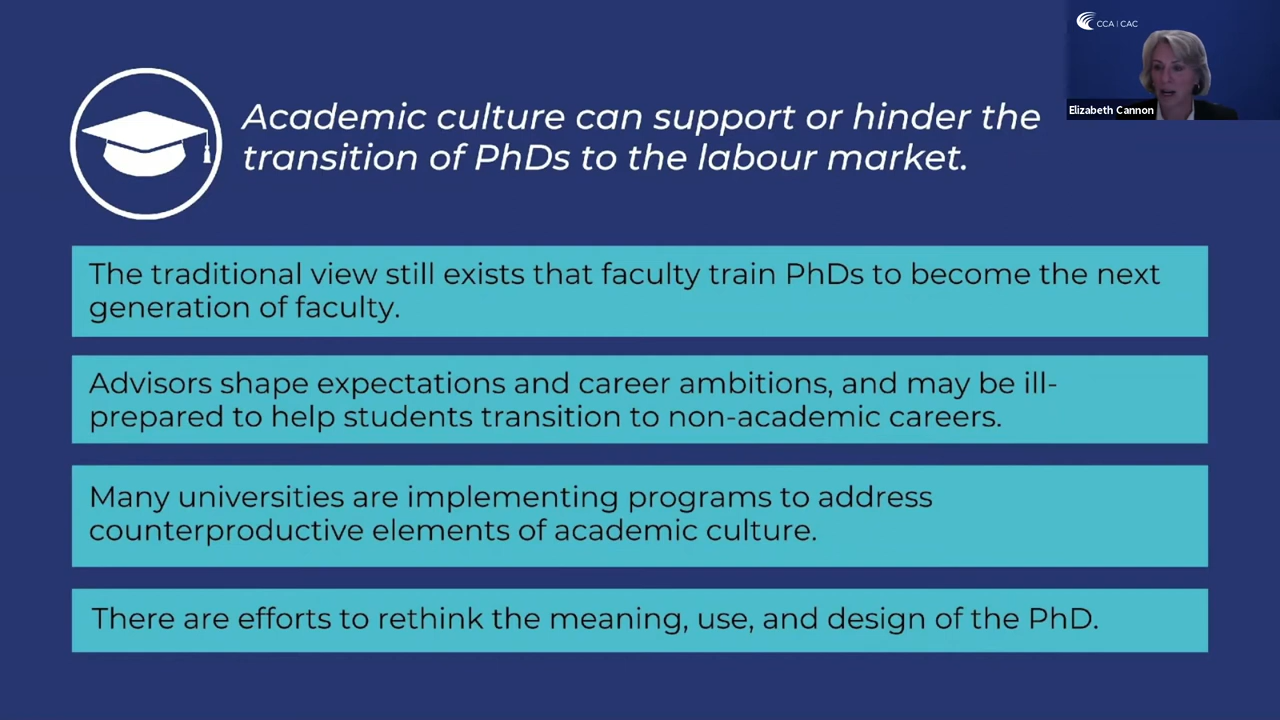 CCA | CAC
Elizabeth Cannon
Academic culture can support or hinder the
transition of PhDs to the labour market.
The traditional view still exists that faculty train PhDs to become the next
generation of faculty.
Advisors shape expectations and career ambitions, and may be ill-
prepared to help students transition to non-academic careers.
Many universities are implementing programs to address
counterproductive elements of academic culture.
There are efforts to rethink the meaning, use, and design of the PhD.